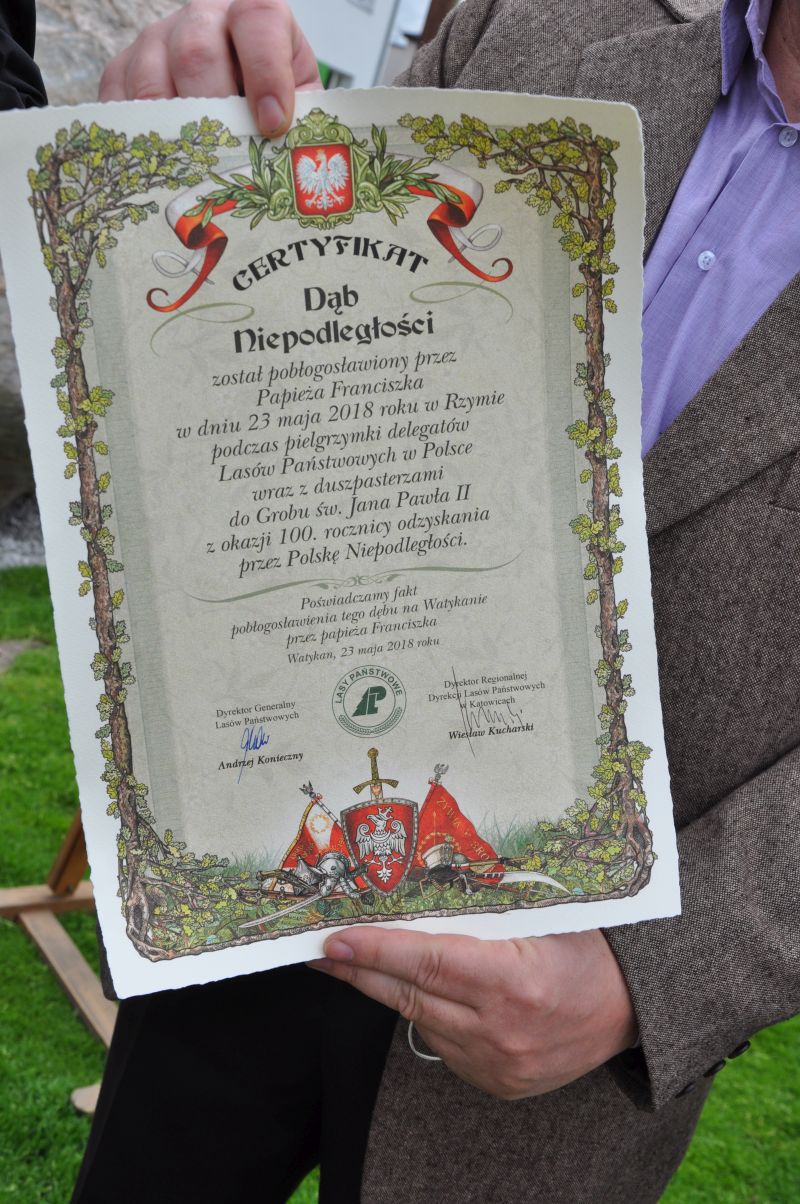 CERTYFIKAT
Dąb
Niepodległości
został pobłogosławiony przez
Papieża Franciszka
w dniu 23 maja 2018 roku w Rzymie
podczas pielgrzymki delegatów
Lasów Państwowych w Polsce
wraz z duszpasterzami
do Grobu św. Jana Pawła II
z okazji 100. rocznicy odzyskania
przez Polskę Niepodległości.
Poświadczamy fakt
pobłogosławienia tego dębu na Watykanie
przez papieża Franciszka
Watykan, 23 maja 2018 roku
Dyrektor Generalny
Lasów Państwowych
Andrzej Konieczny
LASY PAŃSTWOWE
Dyrektor Regionalnej
Dyrekcji Lasów Państwowych
w Katowicach
Wiesław Kucharski